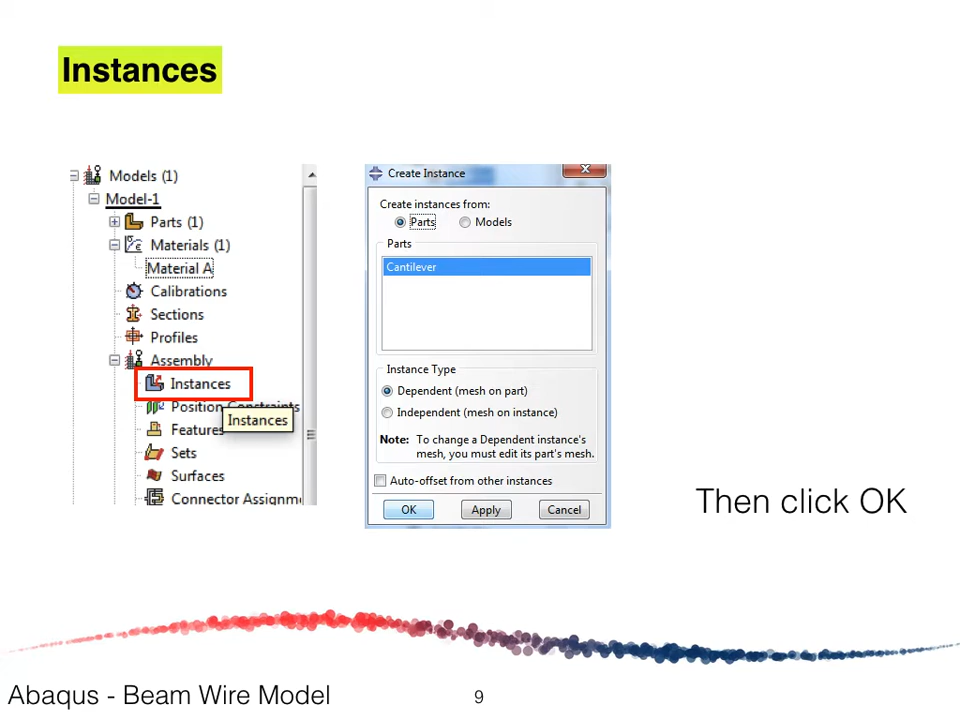 Instances
Models (1)
Model-1
Parts (1)
Materials (1)
Material A
Calibrations
Sections
Profiles
Assembly
Instances
Position Constraints
Instances
Features
Sets
Surfaces
Connector Assignm
Create Instance
Create instances from:
Parts Models
Parts
Cantilever
Instance Type
Dependent (mesh on part)
Independent (mesh on instance)
Note: To change a Dependent instance's
mesh, you must edit its part's mesh.
Auto-offset from other instances
OK Apply Cancel
Then click OK
Abaqus - Beam Wire Model
9